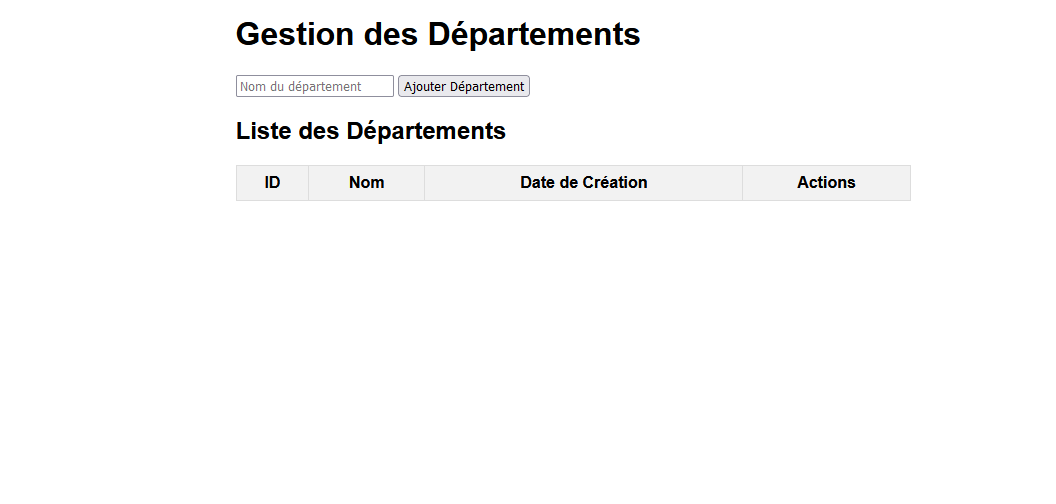 Gestion des Départements
Nom du département Ajouter Département
Liste des Départements
ID Nom Date de Création Actions